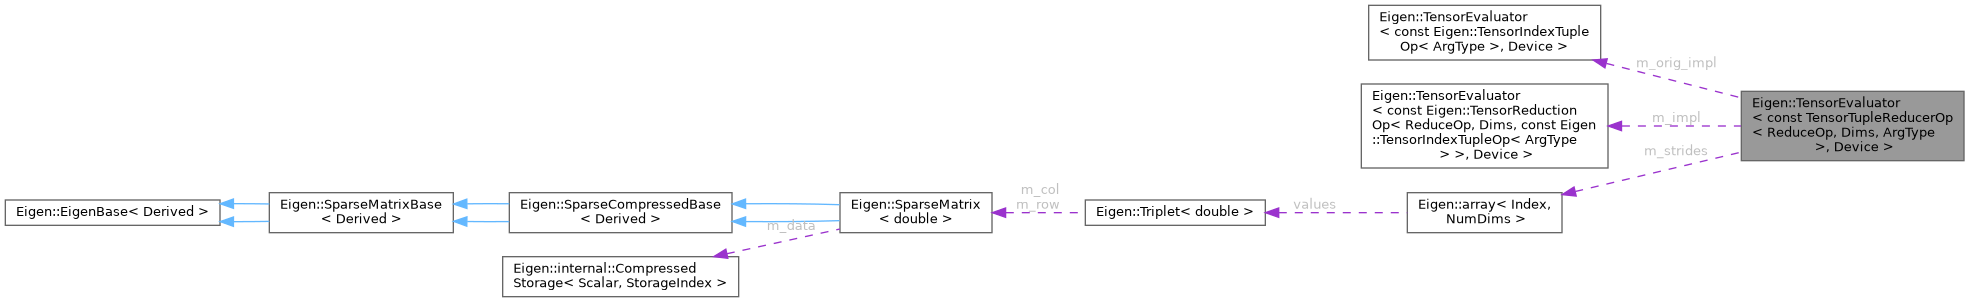 Eigen::TensorEvaluator
< const Eigen::TensorIndexTuple
Op< ArgType >, Device >
m_orig_impl
Eigen::TensorEvaluator
< const Eigen::TensorReduction
Op< ReduceOp, Dims, const Eigen
::TensorIndexTupleOp< ArgType
> >, Device >
m_impl
Eigen::TensorEvaluator
< const TensorTupleReducerOp
< ReduceOp, Dims, ArgType
>, Device >
m_strides
Eigen::EigenBase< Derived >
Eigen::SparseMatrixBase
< Derived >
Eigen::SparseCompressedBase
< Derived >
Eigen::SparseMatrix
< double >
m_col
m_row
Eigen::Triplet< double >
values
Eigen::array< Index,
NumDims >
m_data
Eigen::internal::Compressed
Storage< Scalar, StorageIndex >